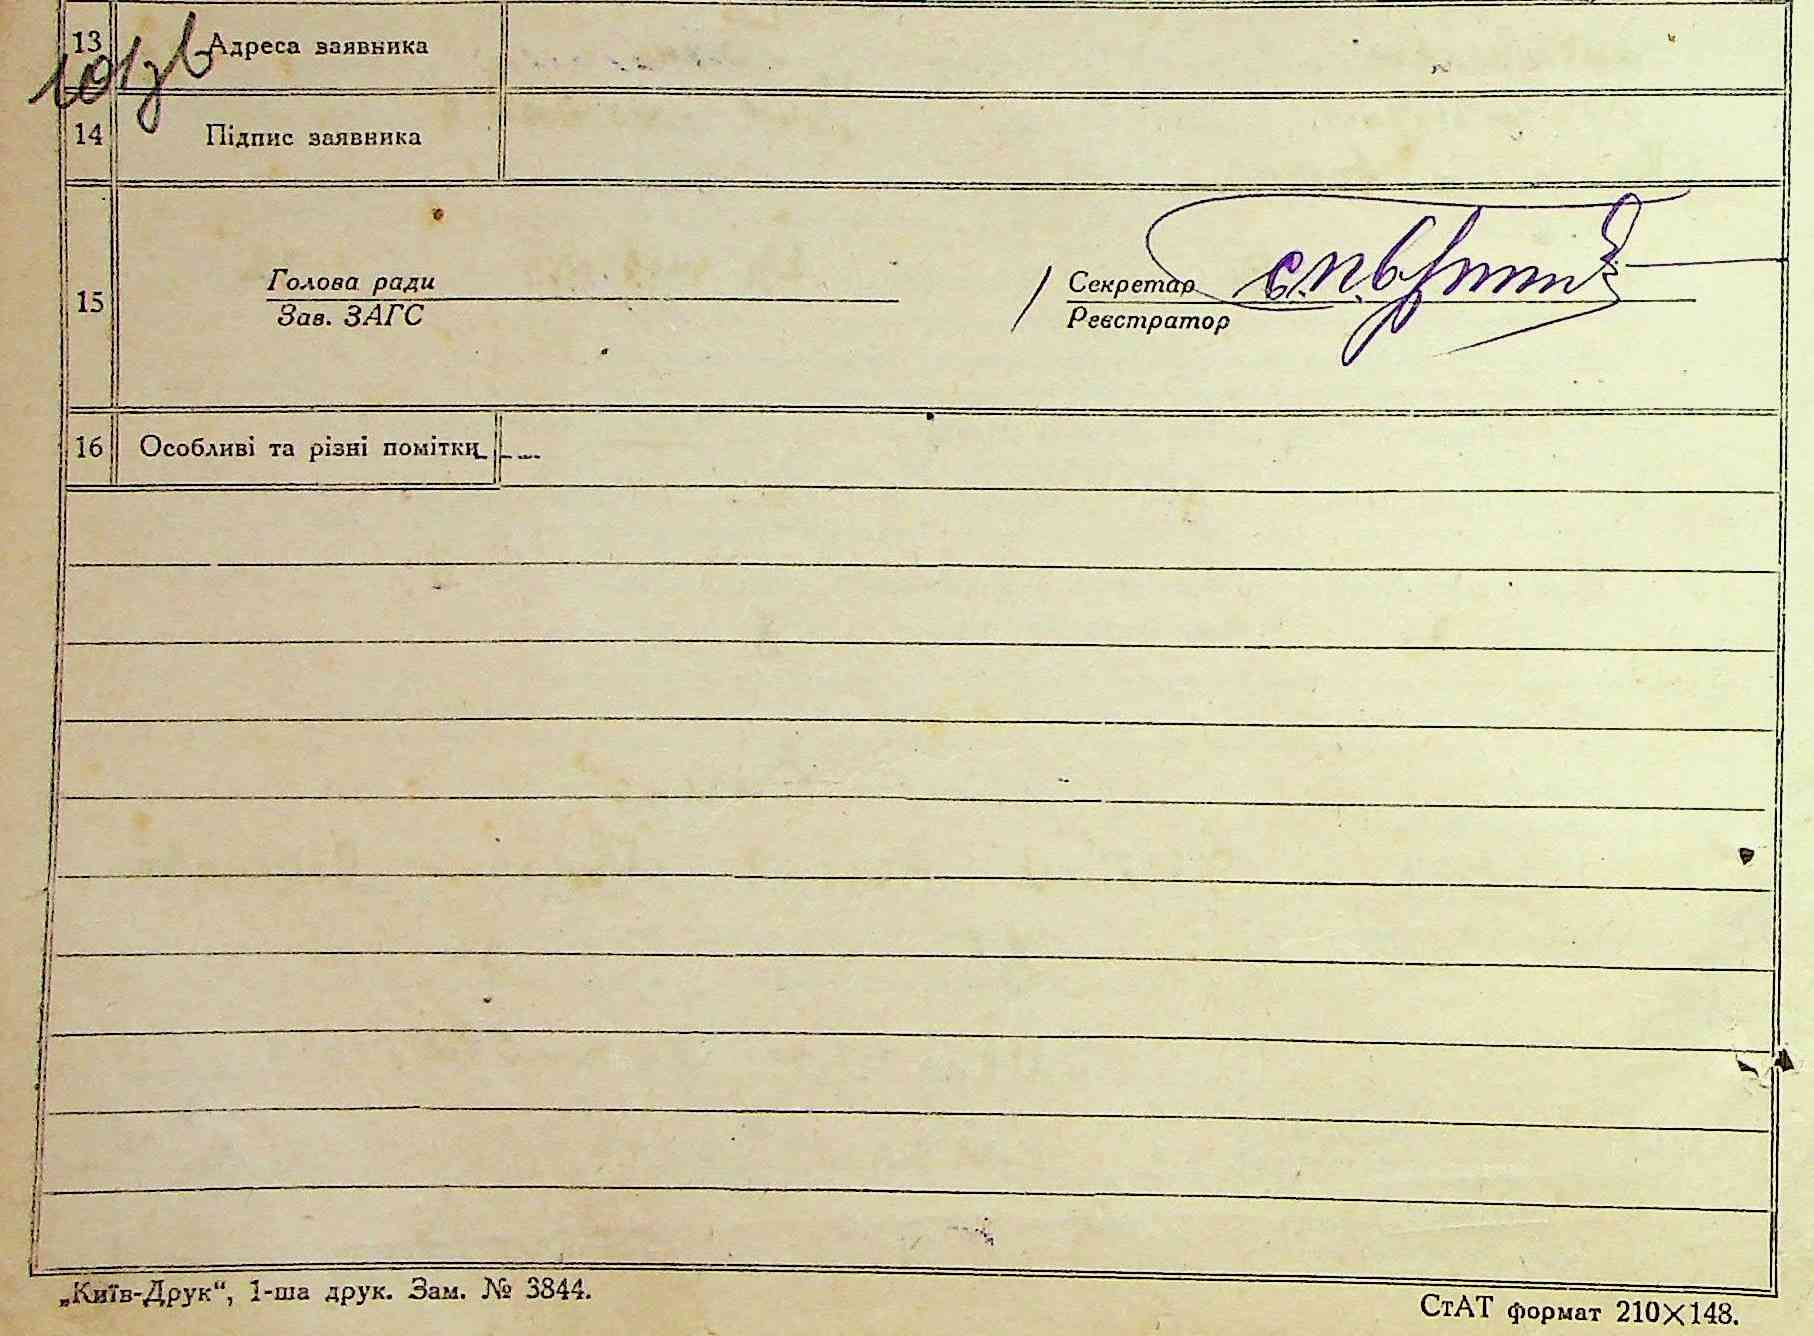 13 Адреса заявника
14 Підпис заявника
15 Голова ради
Зав. ЗАГС
Секретар
Реєстратор
16 Особливі та різні помітки
„Київ-Друк“, 1-ша друк. Зам. № 3844.
СтАТ формат 210×148.